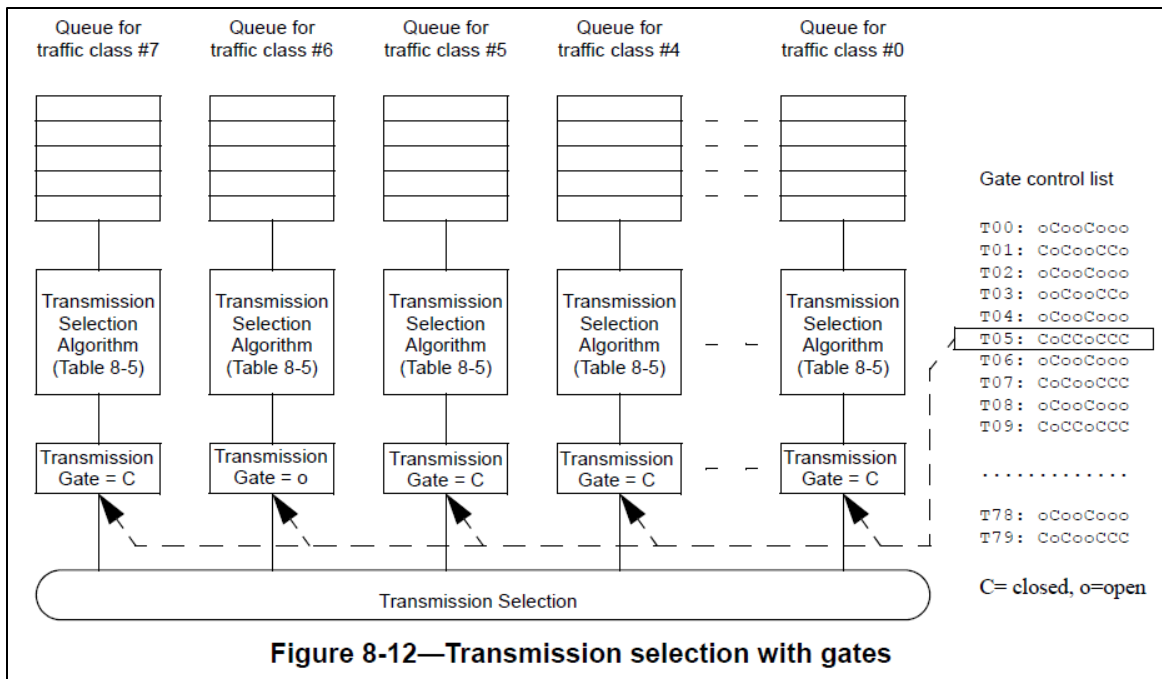 Queue for
traffic class #7
Queue for
traffic class #6
Queue for
traffic class #5
Queue for
traffic class #4
Queue for
traffic class #0
Transmission
Selection
Algorithm
(Table 8-5)
Transmission
Selection
Algorithm
(Table 8-5)
Transmission
Selection
Algorithm
(Table 8-5)
Transmission
Selection
Algorithm
(Table 8-5)
Transmission
Selection
Algorithm
(Table 8-5)
Transmission
Gate = C
Transmission
Gate = o
Transmission
Gate = C
Transmission
Gate = C
Transmission
Gate = C
Transmission Selection
Gate control list
T00: oCooCooo
T01: CoCooCCo
T02: oCooCooo
T03: ooCooCCo
T04: oCooCooo
T05: CoCCoCCC
T06: oCooCooo
T07: CoCooCCC
T08: oCooCooo
T09: CoCCoCCC
.............
T78: oCooCooo
T79: CoCooCCC
C= closed, o=open
Figure 8-12—Transmission selection with gates